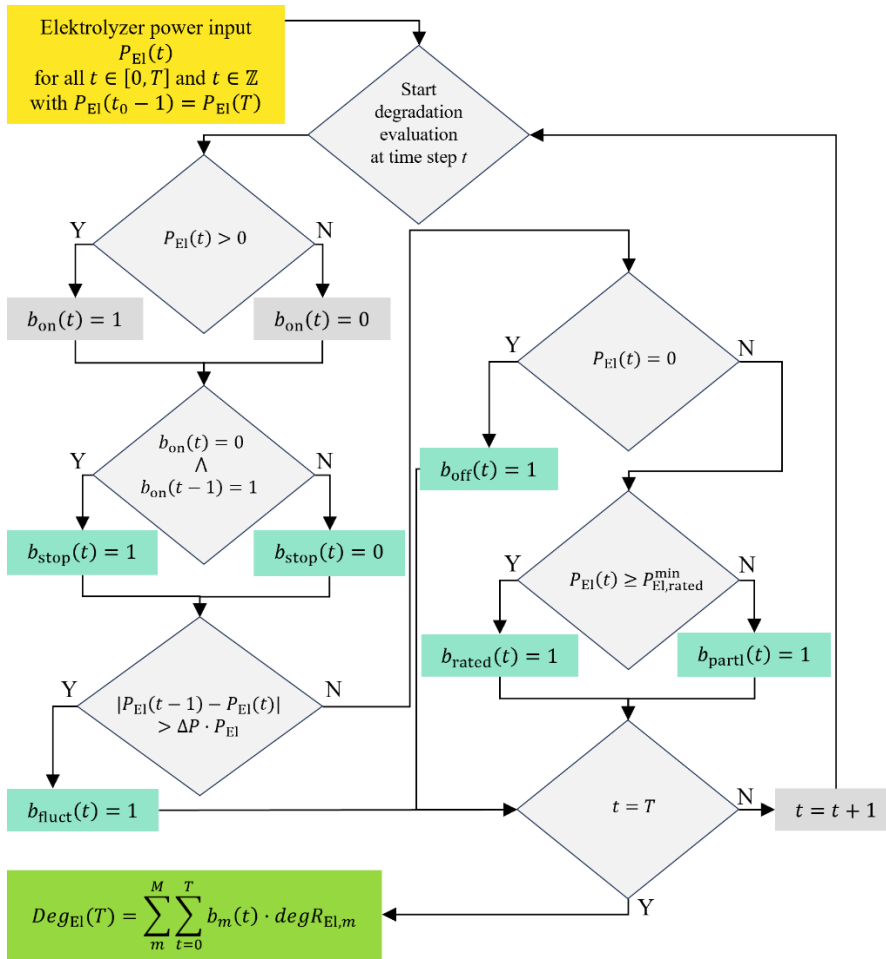 Elektrolyzer power input
P_El(t)
for all t ∈ [0, T] and t ∈ ℤ
with P_El(t₀ − 1) = P_El(T)
Start
degradation
evaluation
at time step t
P_El(t) > 0
Y
N
b_on(t) = 1
b_on(t) = 0
b_on(t) = 0
∧
b_on(t − 1) = 1
Y
N
b_stop(t) = 1
b_stop(t) = 0
|P_El(t − 1) − P_El(t)|
> ΔP · P_El
Y
N
b_fluct(t) = 1
P_El(t) = 0
Y
N
b_off(t) = 1
P_El(t) ≥ P_El,rated^min
Y
N
b_rated(t) = 1
b_partl(t) = 1
t = T
N
t = t + 1
Y
Deg_El(T) = ∑_m^M ∑_{t=0}^T b_m(t) · degR_El,m